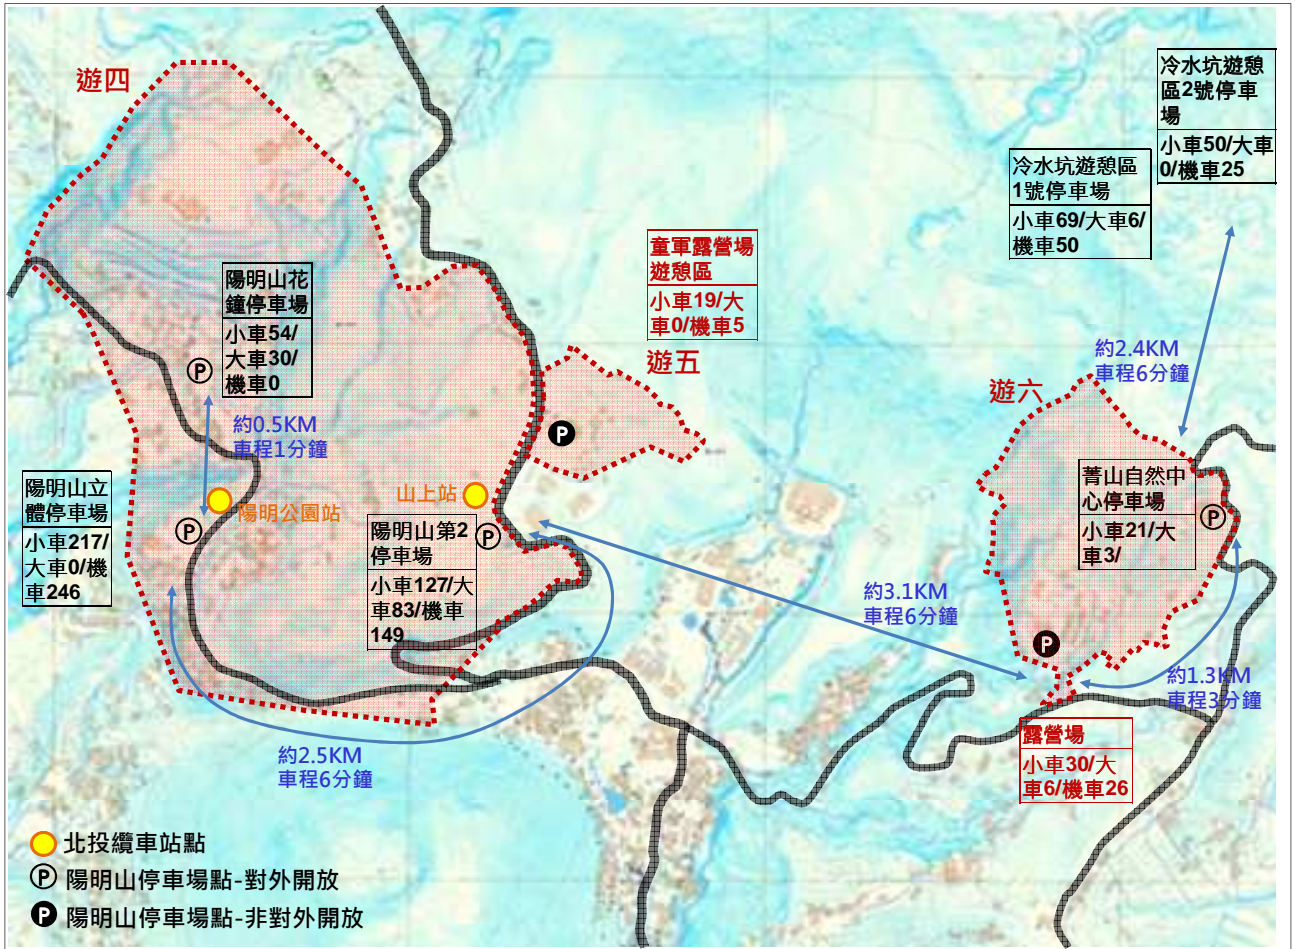 遊四
冷水坑遊憩
區2號停車
場
小車50/大車
0/機車25
冷水坑遊憩區
1號停車場
小車69/大車6/
機車50
童軍露營場
遊憩區
小車19/大
車0/機車5
遊五
陽明山花
鐘停車場
小車54/
大車30/
機車0
P
約0.5KM
車程1分鐘
約2.4KM
車程6分鐘
遊六
P
陽明山立
體停車場
小車217/
大車0/機
車246
陽明公園站
P
山上站
陽明山第2
停車場
小車127/大
車83/機車
149
P
菁山自然中
心停車場
小車21/大
車3/
P
約3.1KM
車程6分鐘
P
約1.3KM
車程3分鐘
露營場
小車30/大
車6/機車26
約2.5KM
車程6分鐘
北投纜車站點
P 陽明山停車場點-對外開放
P 陽明山停車場點-非對外開放